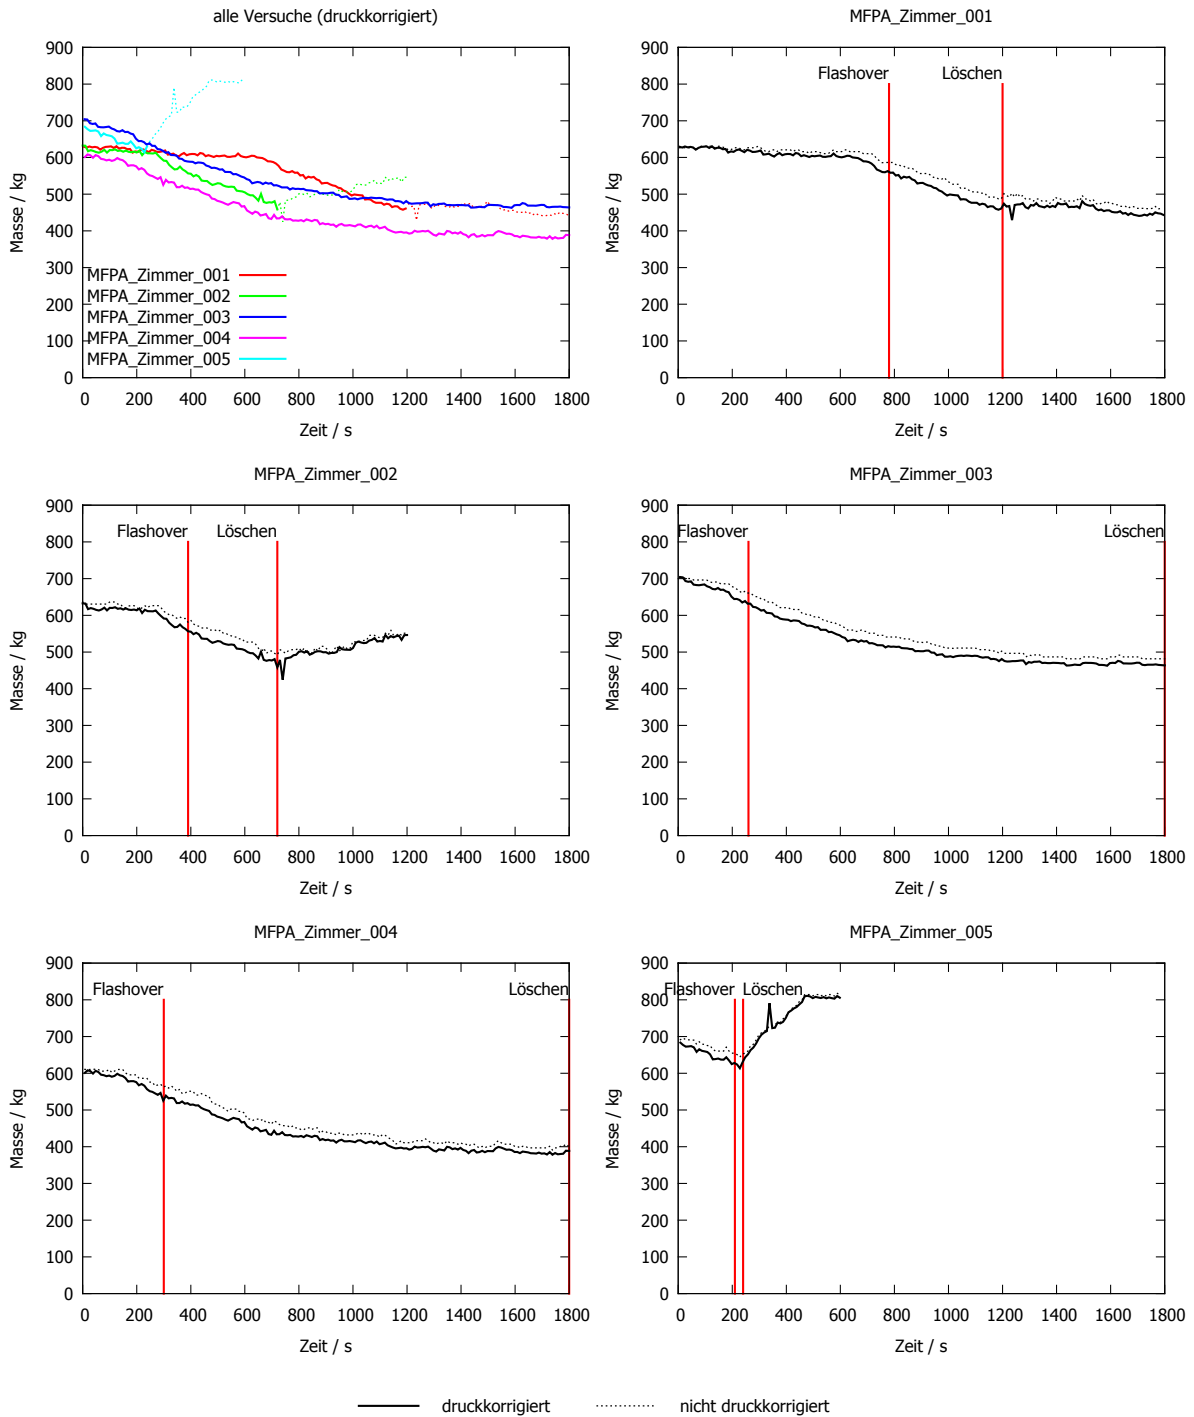 alle Versuche (druckkorrigiert)
900
800
700
600
500
400
300
200
100
0
Masse / kg
MFPA_Zimmer_001
MFPA_Zimmer_002
MFPA_Zimmer_003
MFPA_Zimmer_004
MFPA_Zimmer_005
0 200 400 600 800 1000 1200 1400 1600 1800
Zeit / s
MFPA_Zimmer_001
900
800
700
600
500
400
300
200
100
0
Masse / kg
Flashover Löschen
0 200 400 600 800 1000 1200 1400 1600 1800
Zeit / s
MFPA_Zimmer_002
900
800
700
600
500
400
300
200
100
0
Masse / kg
Flashover Löschen
0 200 400 600 800 1000 1200 1400 1600 1800
Zeit / s
MFPA_Zimmer_003
900
800
700
600
500
400
300
200
100
0
Masse / kg
Flashover Löschen
0 200 400 600 800 1000 1200 1400 1600 1800
Zeit / s
MFPA_Zimmer_004
900
800
700
600
500
400
300
200
100
0
Masse / kg
Flashover Löschen
0 200 400 600 800 1000 1200 1400 1600 1800
Zeit / s
MFPA_Zimmer_005
900
800
700
600
500
400
300
200
100
0
Masse / kg
Flashover Löschen
0 200 400 600 800 1000 1200 1400 1600 1800
Zeit / s
druckkorrigiert nicht druckkorrigiert